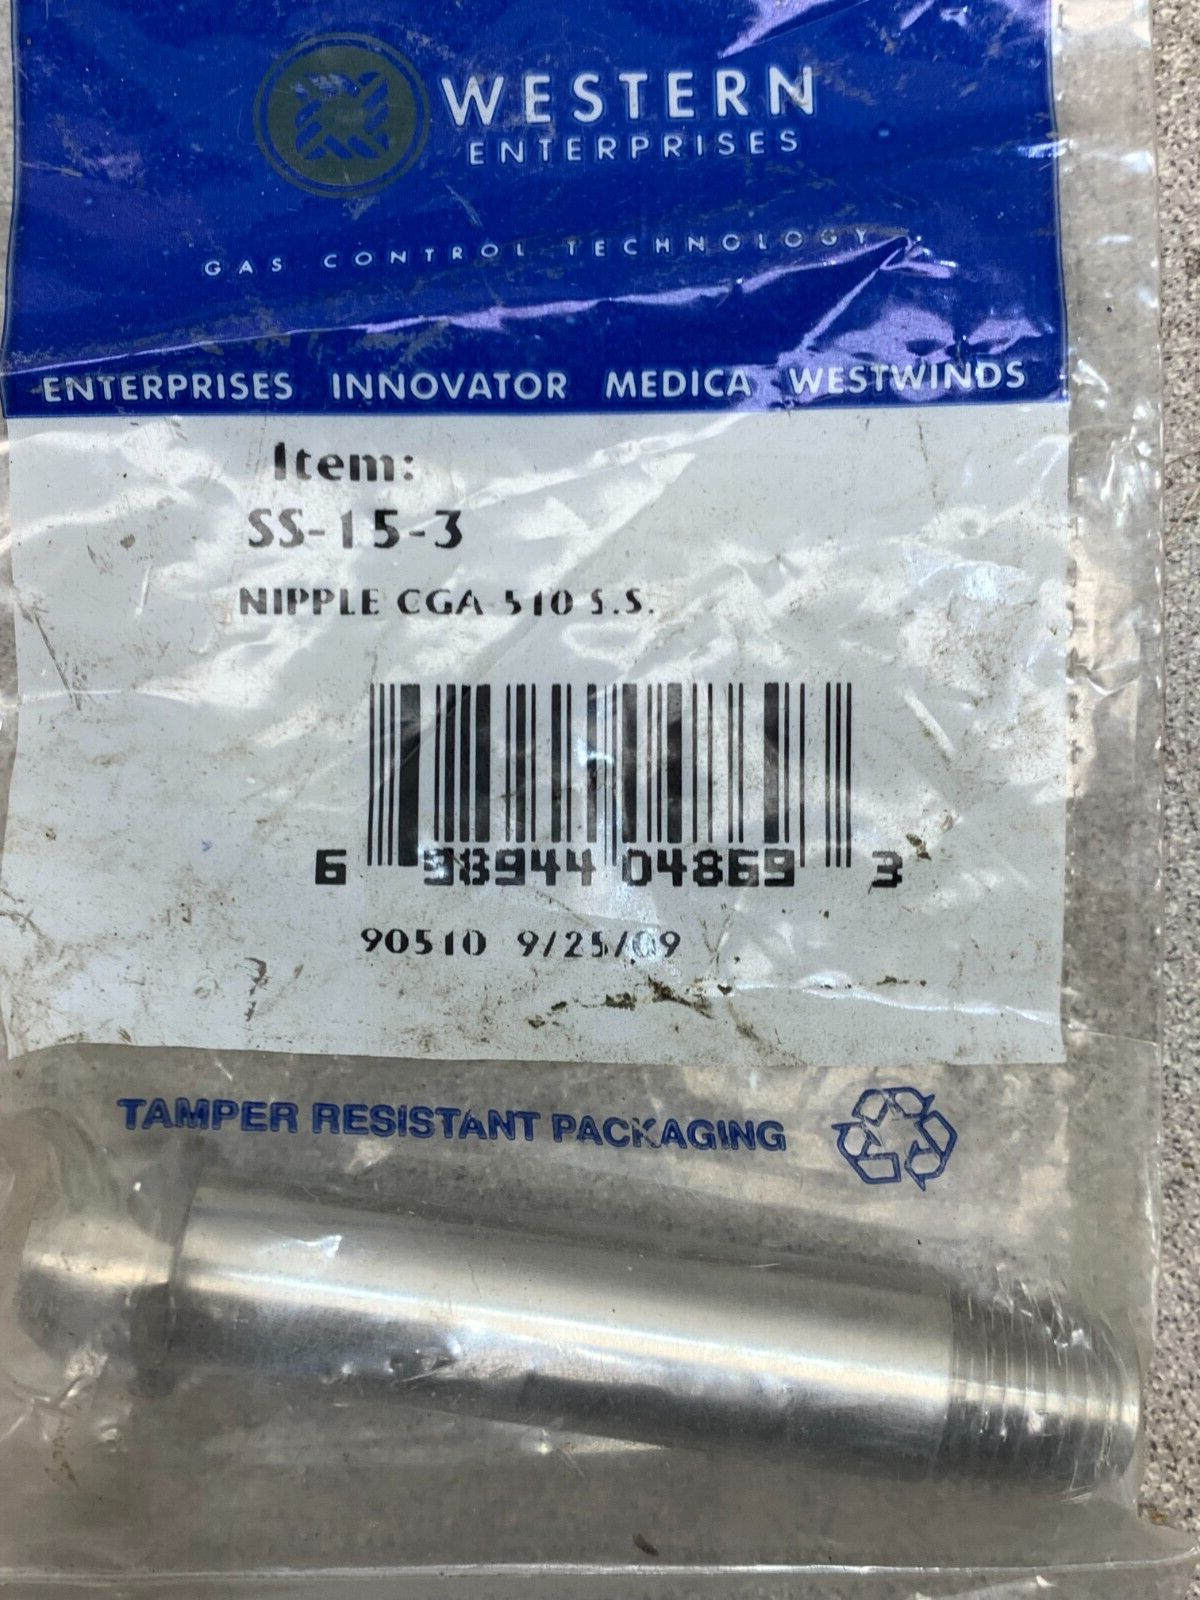 WESTERN
ENTERPRISES
GAS CONTROL TECHNOLOGY
ENTERPRISES INNOVATOR MEDICA WESTWINDS
Item:
SS-15-3
NIPPLE CGA-510 S.S.
6 98944 04869 3
90510 9/25/09
TAMPER RESISTANT PACKAGING